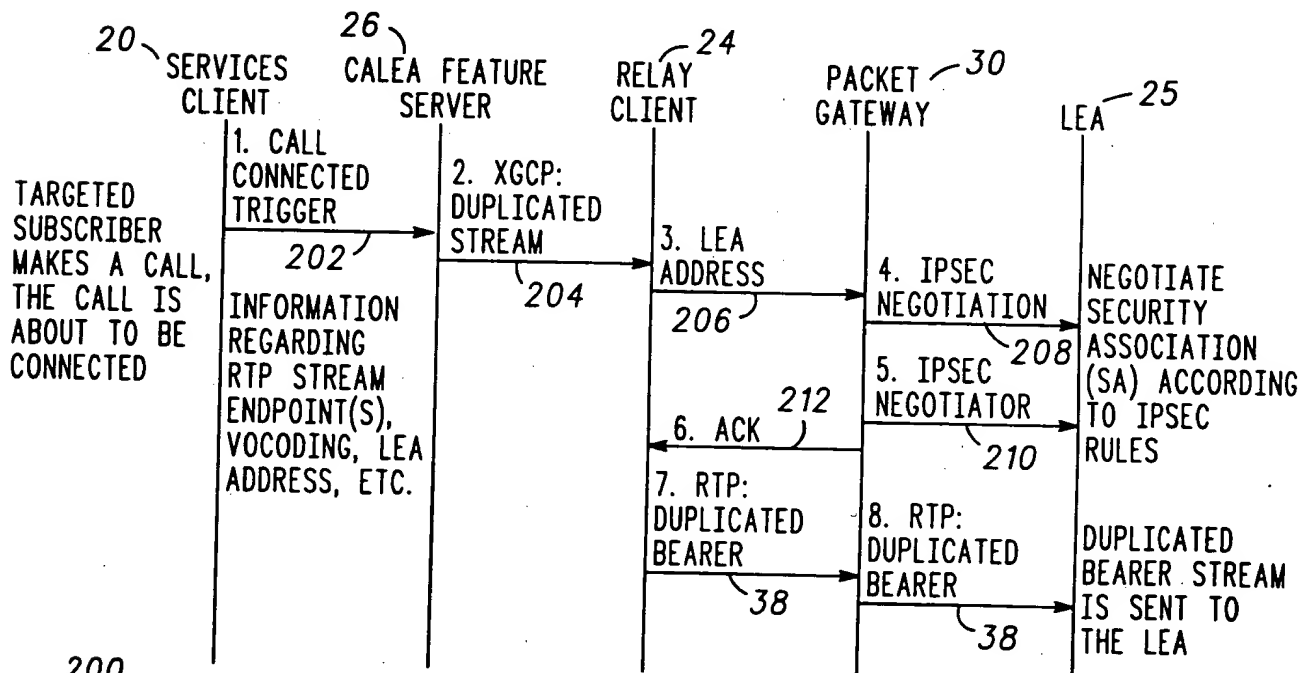 20
SERVICES
CLIENT
26
CALEA FEATURE
SERVER
24
RELAY
CLIENT
30
PACKET
GATEWAY
25
LEA
TARGETED
SUBSCRIBER
MAKES A CALL,
THE CALL IS
ABOUT TO BE
CONNECTED
1. CALL
CONNECTED
TRIGGER
202
INFORMATION
REGARDING
RTP STREAM
ENDPOINT(S),
VOCODING, LEA
ADDRESS, ETC.
2. XGCP:
DUPLICATED
STREAM
204
3. LEA
ADDRESS
206
4. IPSEC
NEGOTIATION
208
5. IPSEC
NEGOTIATOR
210
NEGOTIATE
SECURITY
ASSOCIATION
(SA) ACCORDING
TO IPSEC
RULES
212
6. ACK
7. RTP:
DUPLICATED
BEARER
38
8. RTP:
DUPLICATED
BEARER
38
DUPLICATED
BEARER STREAM
IS SENT TO
THE LEA
200